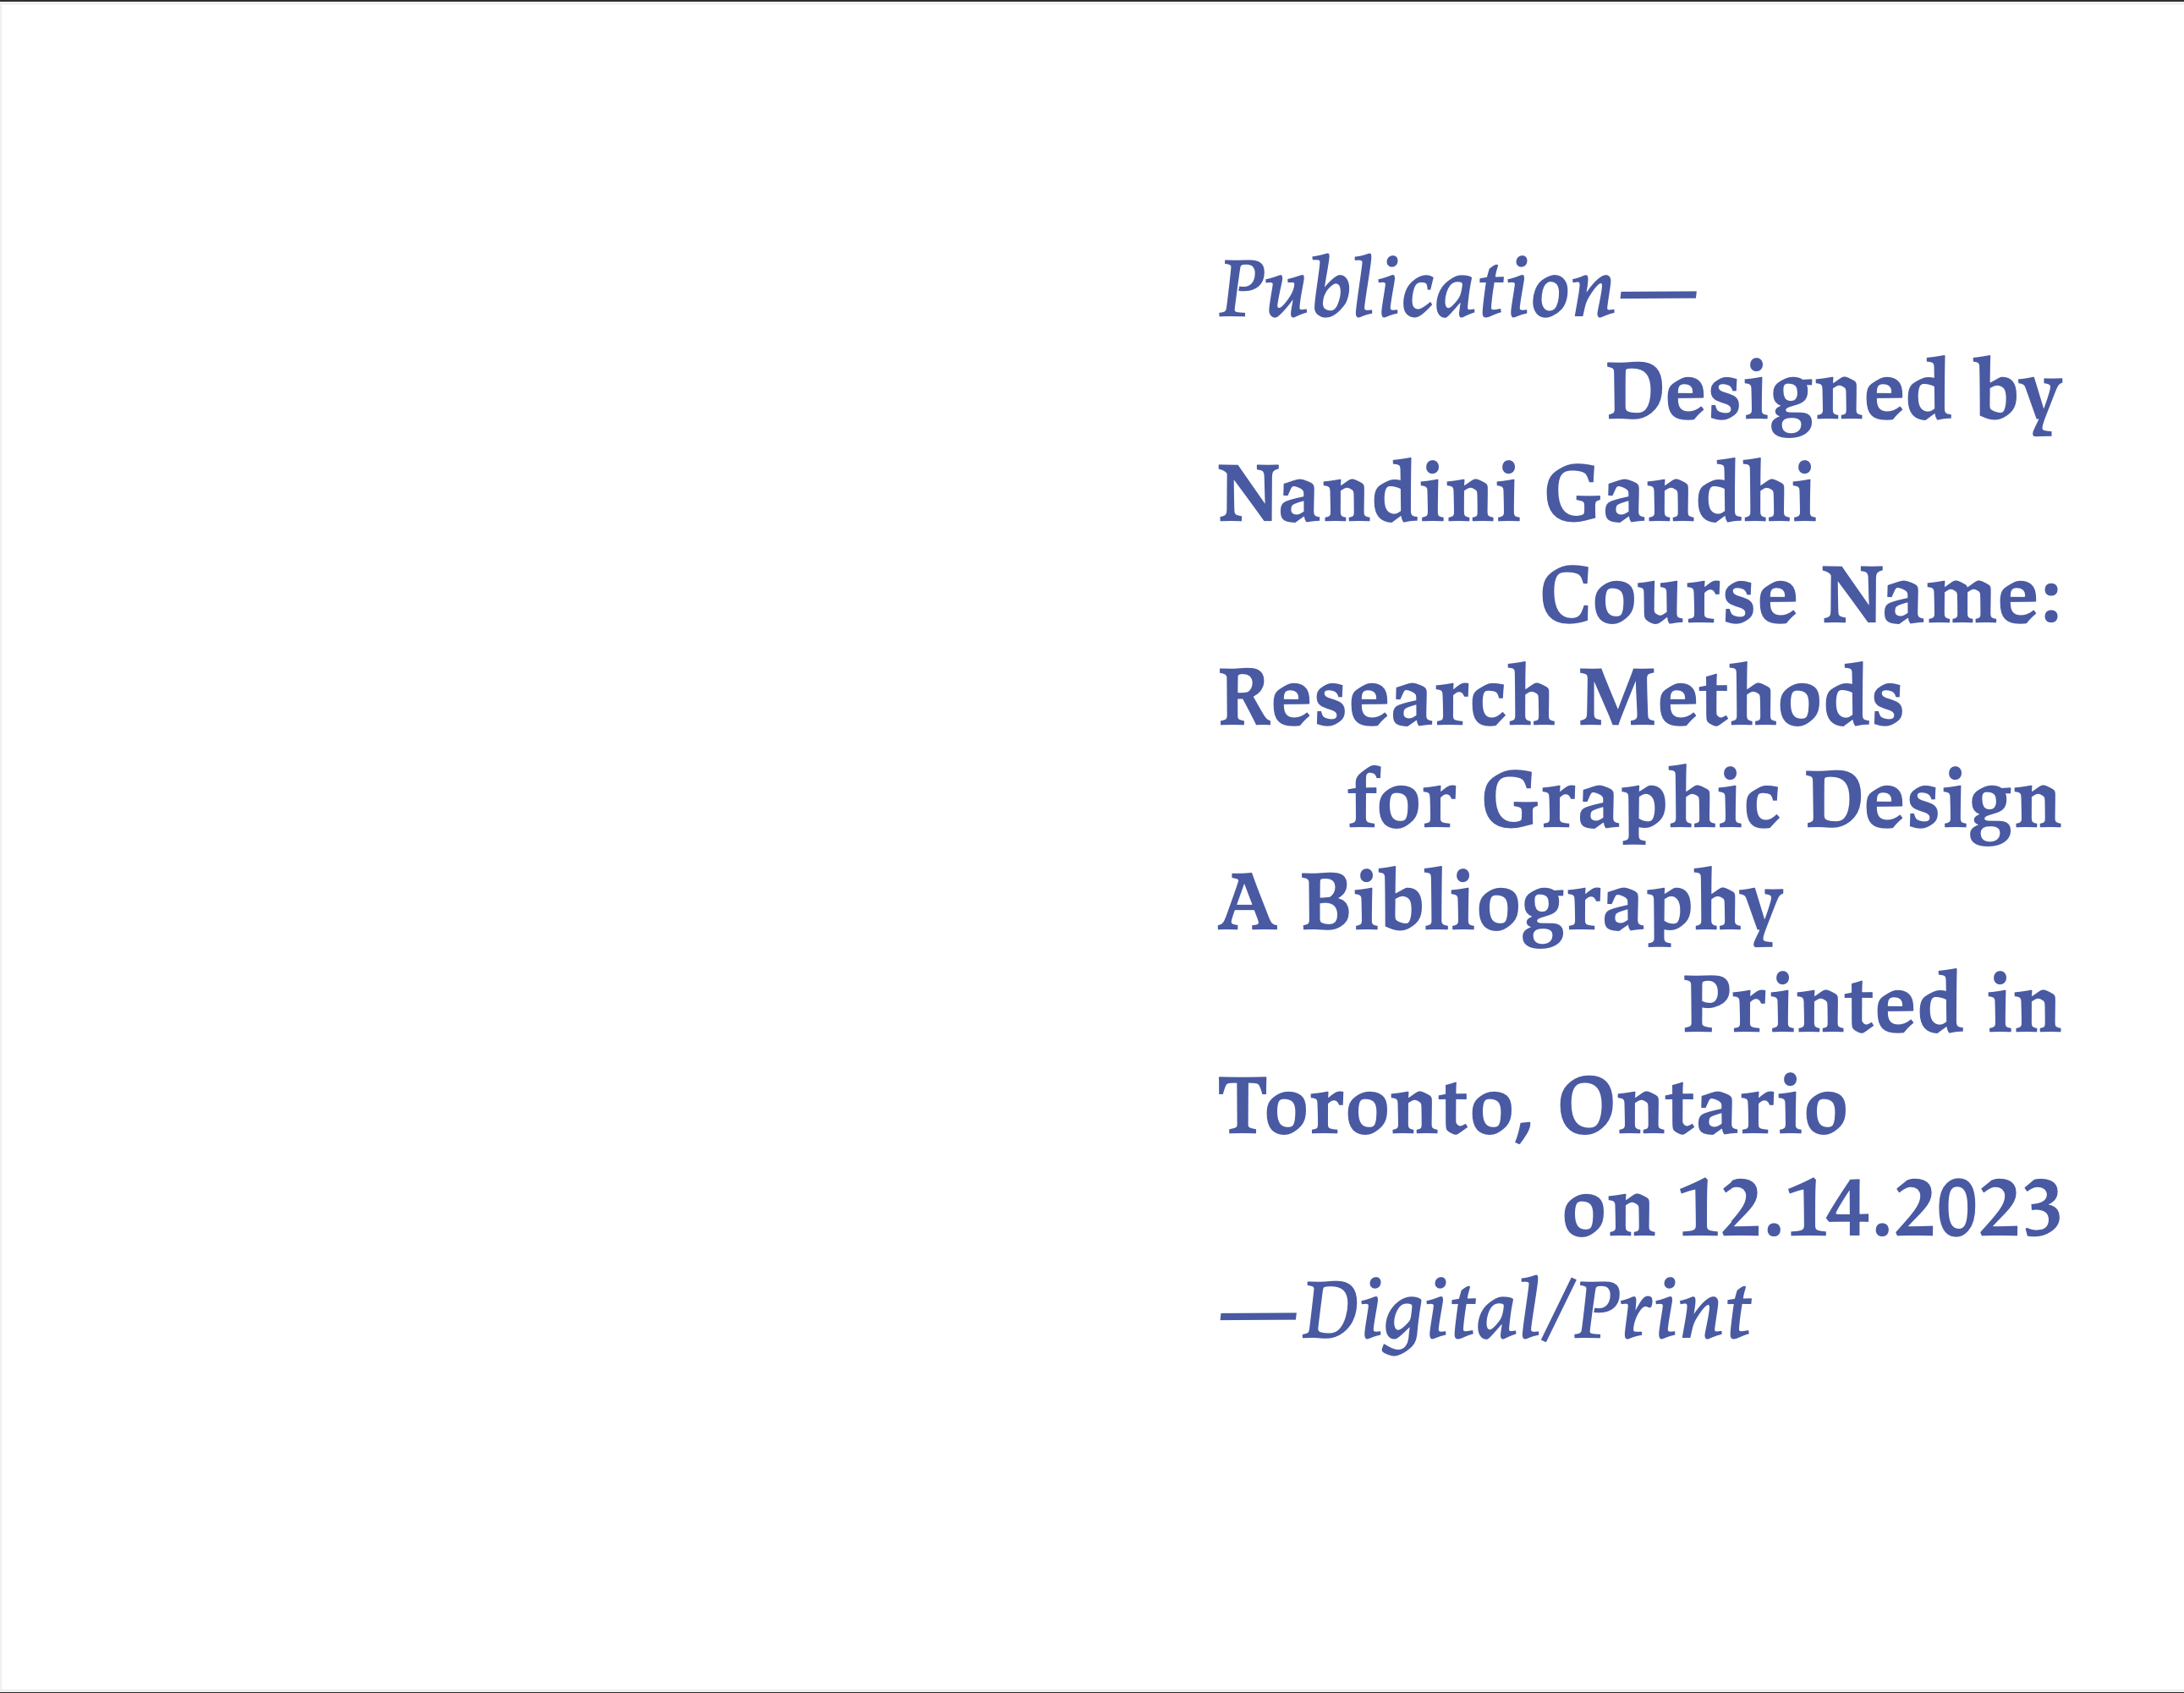 Publication—
Designed by
Nandini Gandhi
Course Name:
Research Methods
for Graphic Design
A Bibliography
Printed in
Toronto, Ontario
on 12.14.2023
—Digital/Print